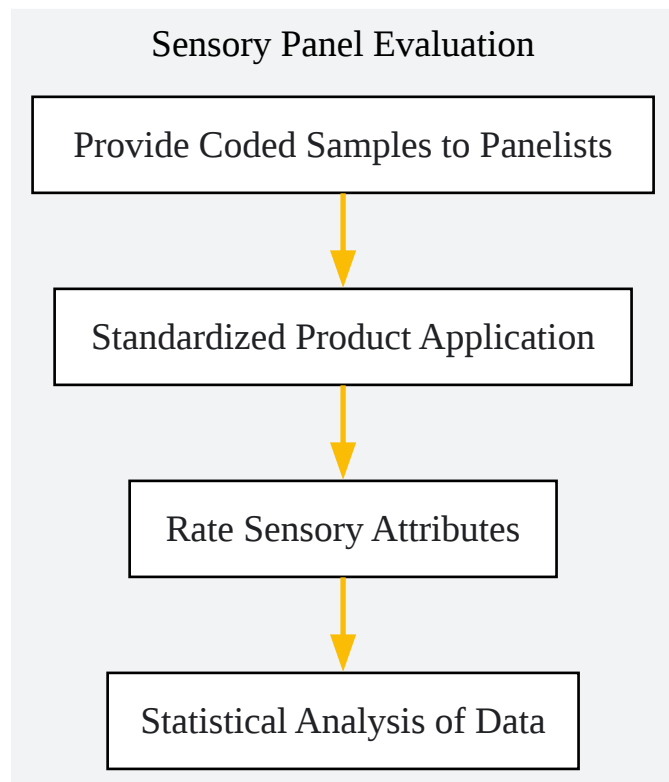 Sensory Panel Evaluation
Provide Coded Samples to Panelists
Standardized Product Application
Rate Sensory Attributes
Statistical Analysis of Data